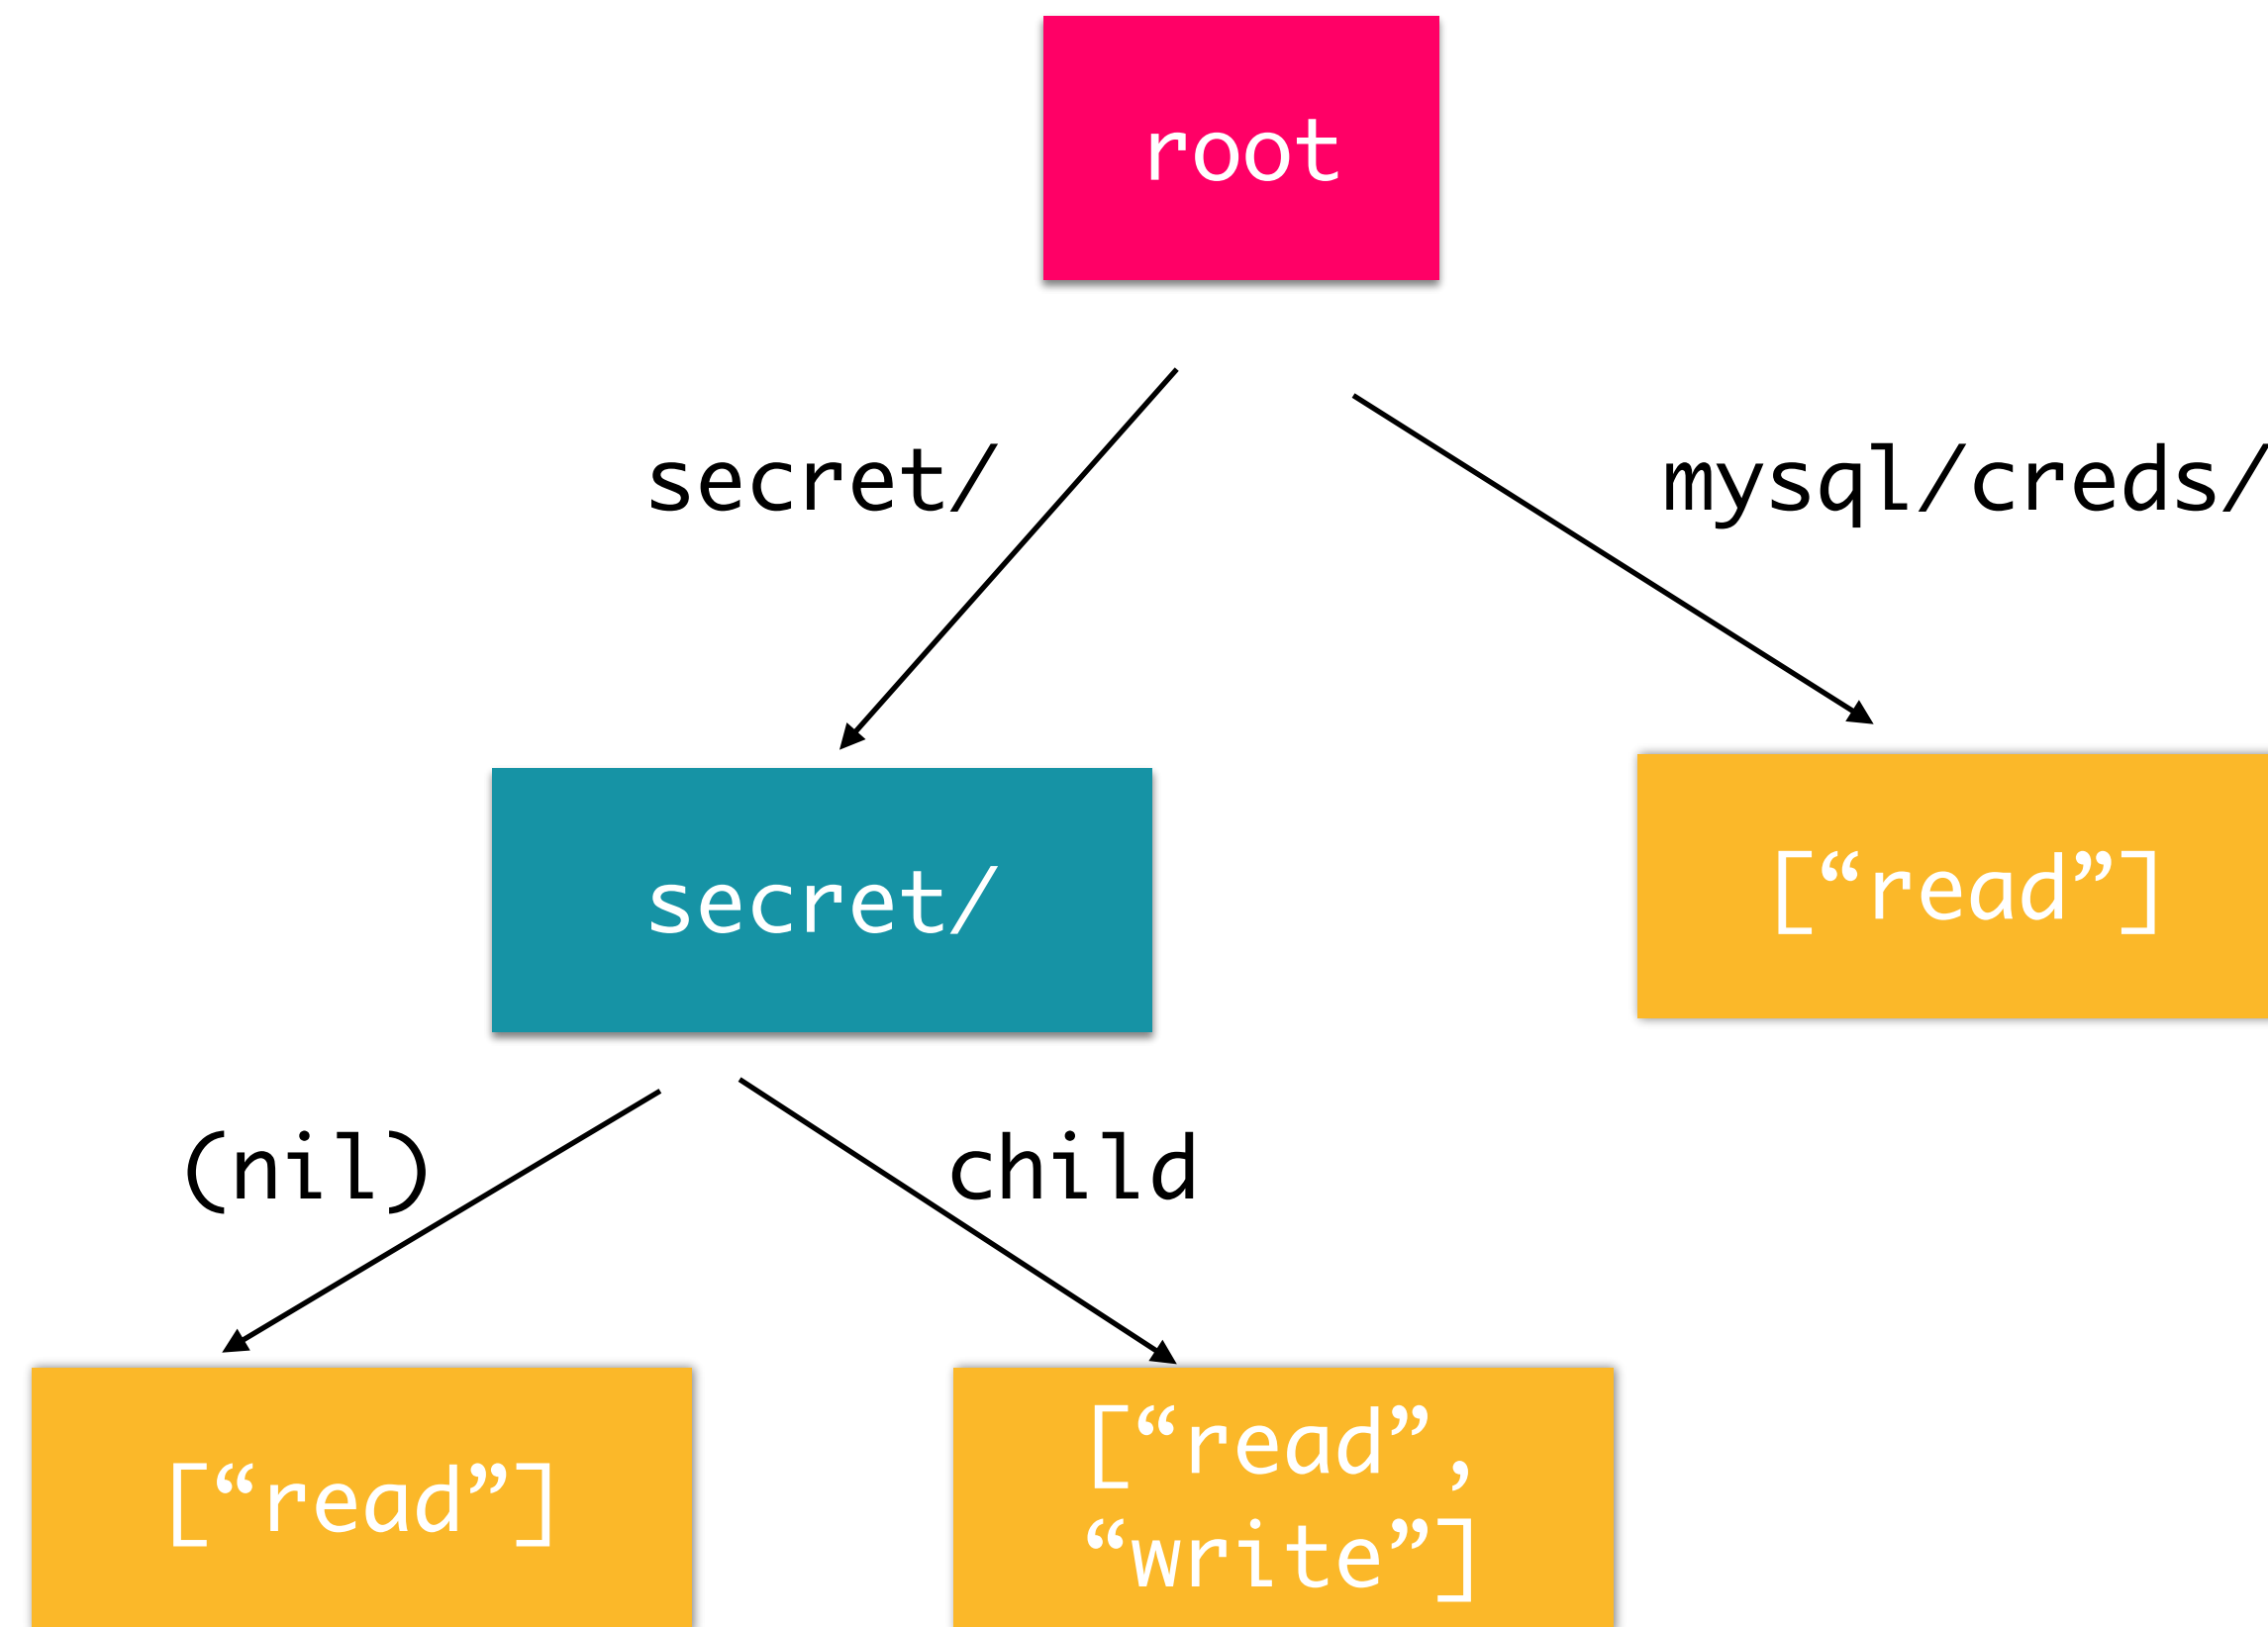 root
secret/
mysql/creds/
secret/
[“read”]
(nil)
child
[“read”]
[“read”,
“write”]